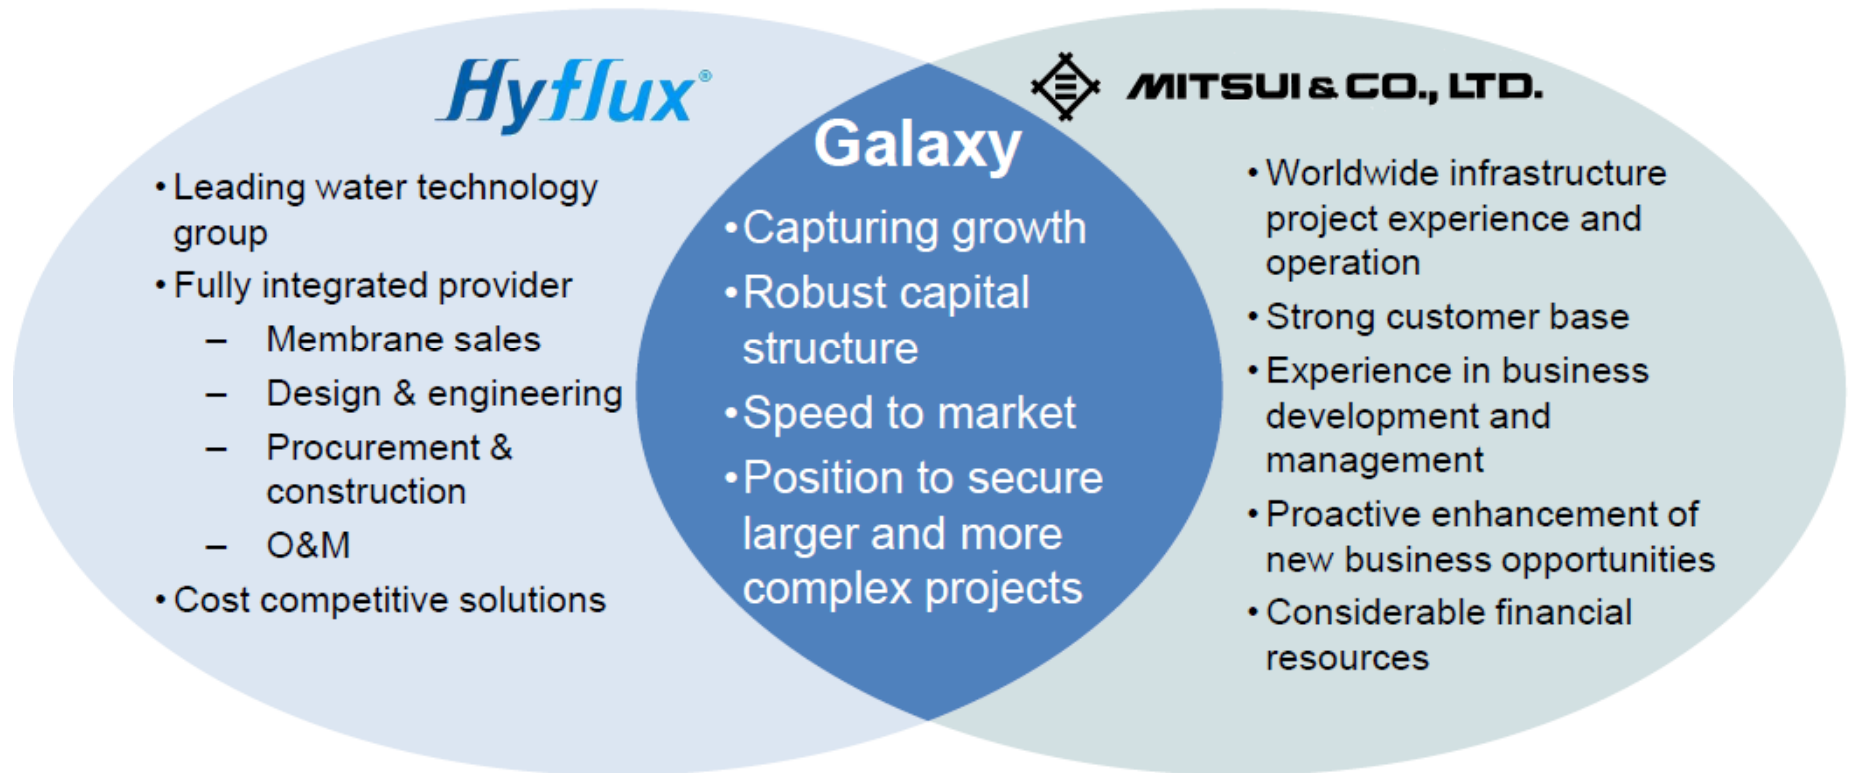 Hyflux®
• Leading water technology
group
• Fully integrated provider
– Membrane sales
– Design & engineering
– Procurement &
construction
– O&M
• Cost competitive solutions
Galaxy
•Capturing growth
•Robust capital
structure
•Speed to market
•Position to secure
larger and more
complex projects
MITSUI & CO., LTD.
• Worldwide infrastructure
project experience and
operation
• Strong customer base
• Experience in business
development and
management
• Proactive enhancement of
new business opportunities
• Considerable financial
resources